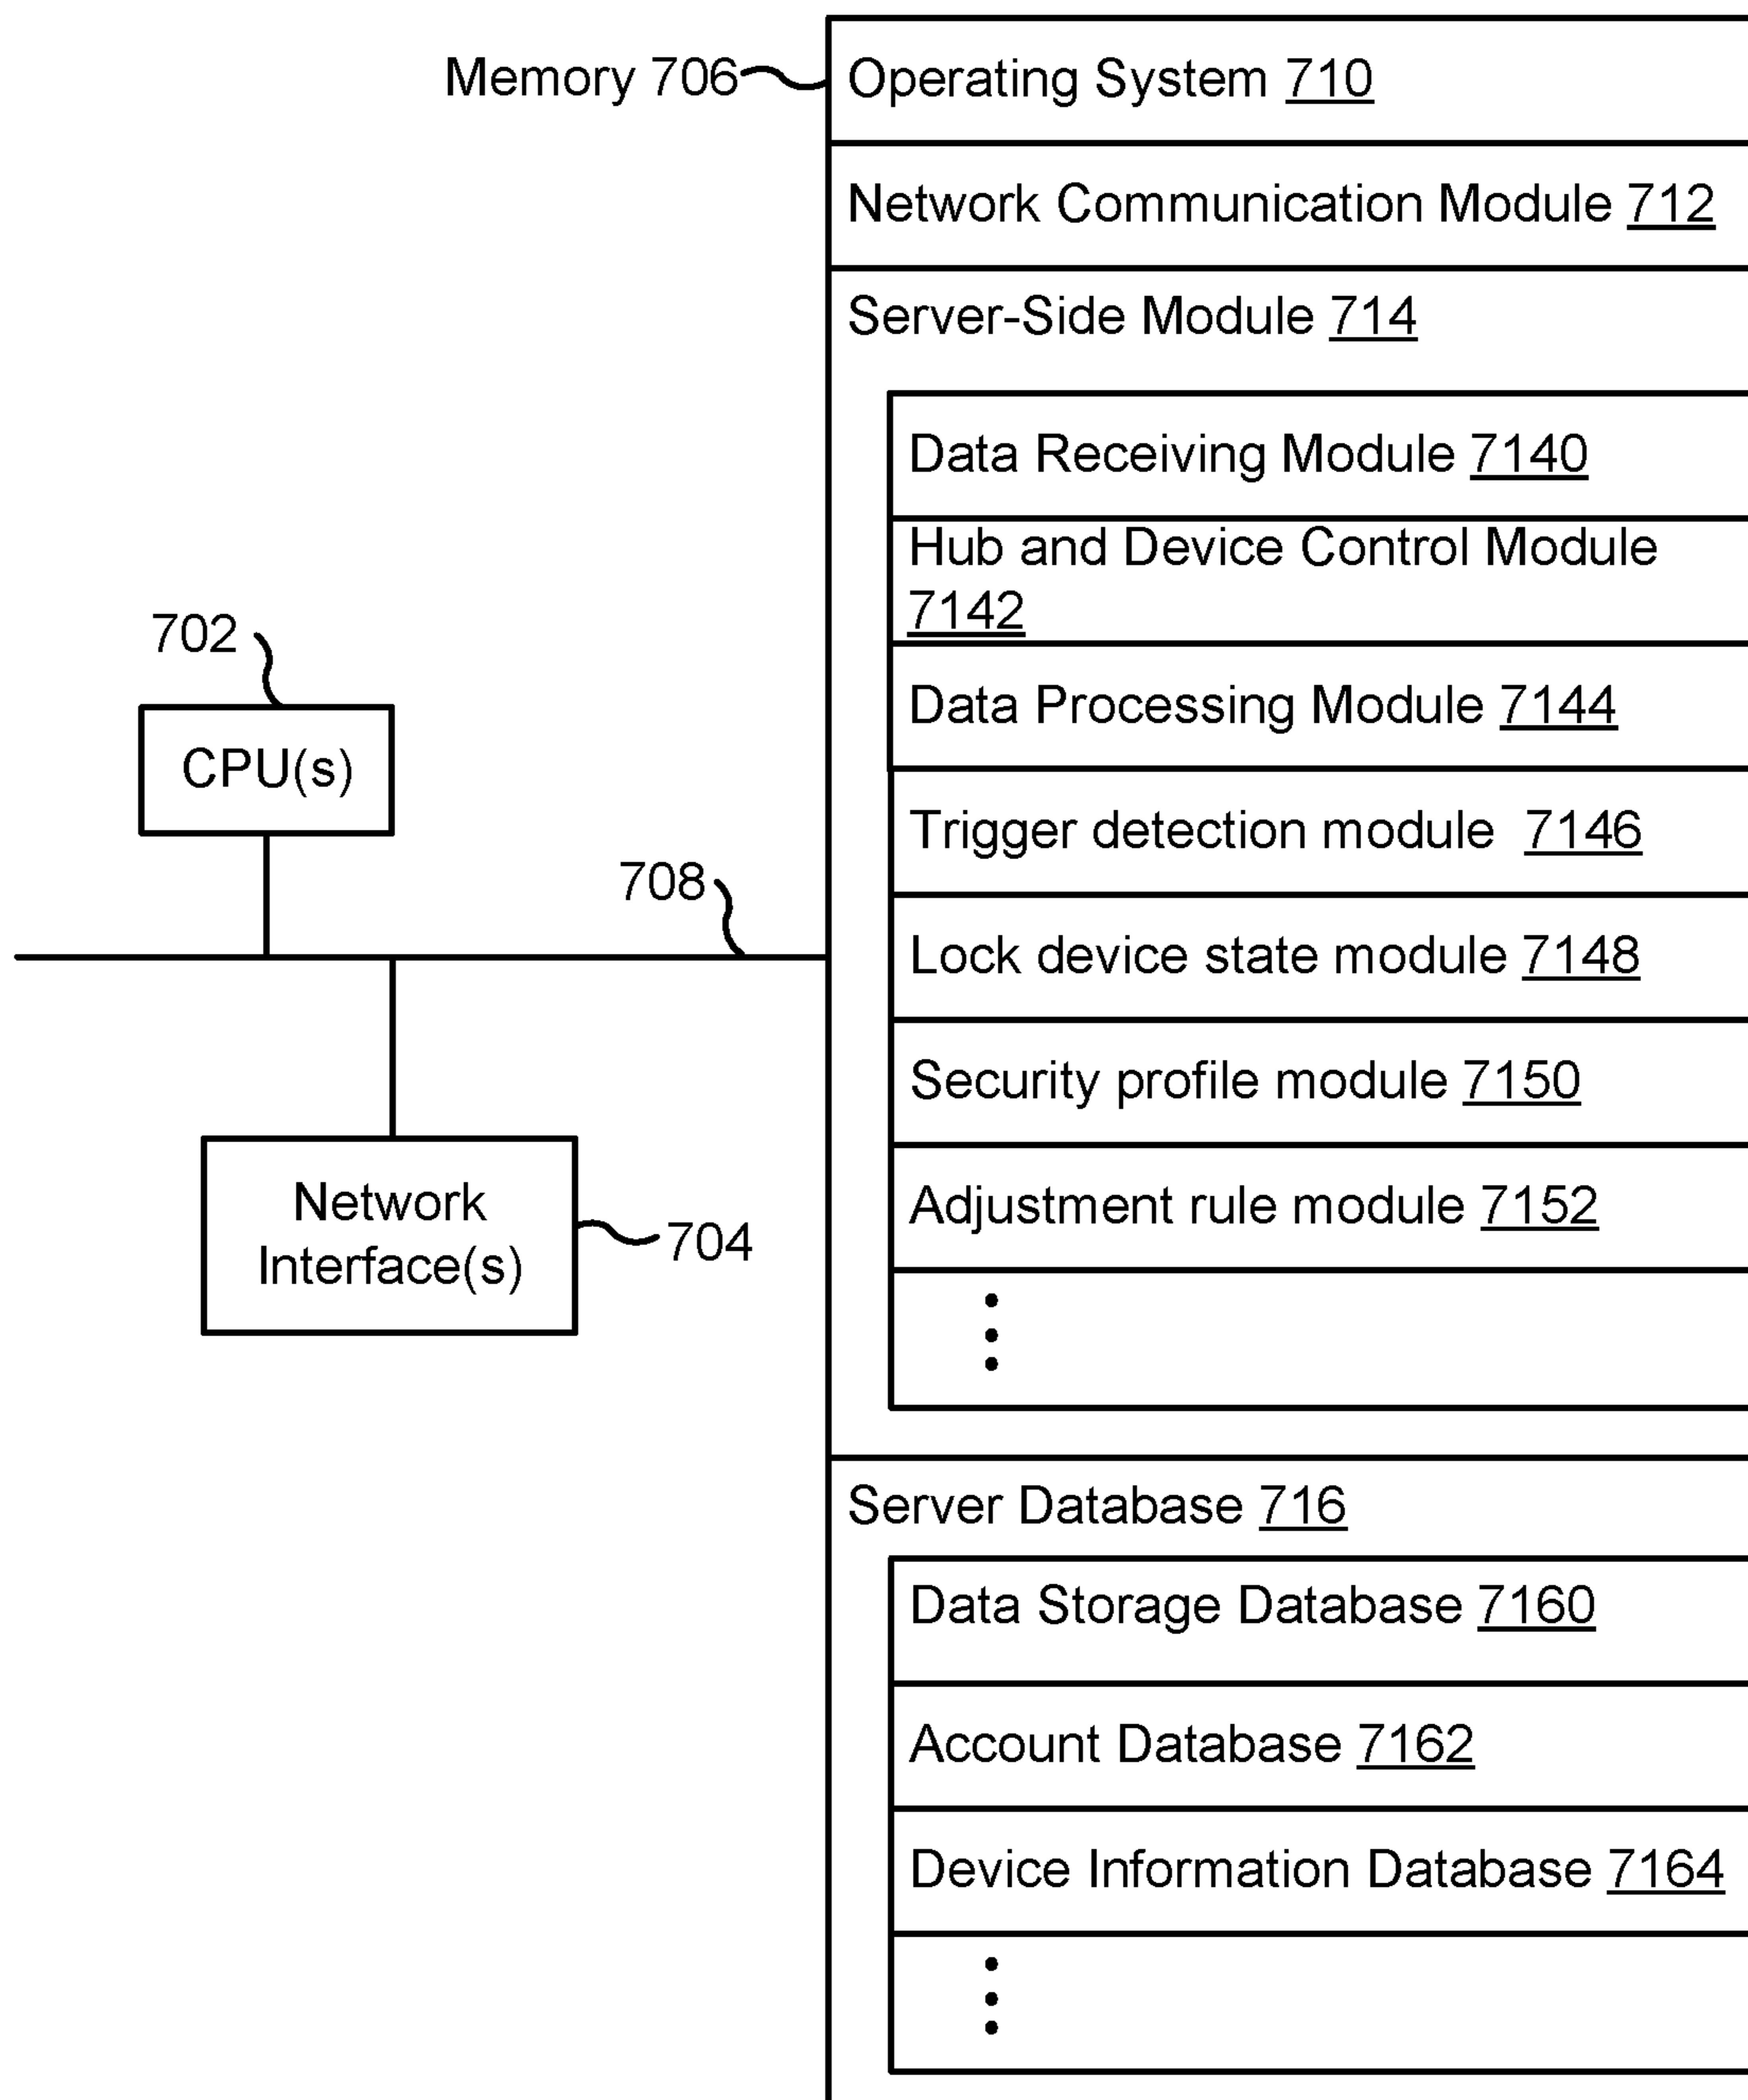 Memory 706
Operating System 710
Network Communication Module 712
Server-Side Module 714
Data Receiving Module 7140
Hub and Device Control Module
7142
Data Processing Module 7144
Trigger detection module 7146
Lock device state module 7148
Security profile module 7150
Adjustment rule module 7152
Server Database 716
Data Storage Database 7160
Account Database 7162
Device Information Database 7164
702
CPU(s)
708
Network
Interface(s)
704